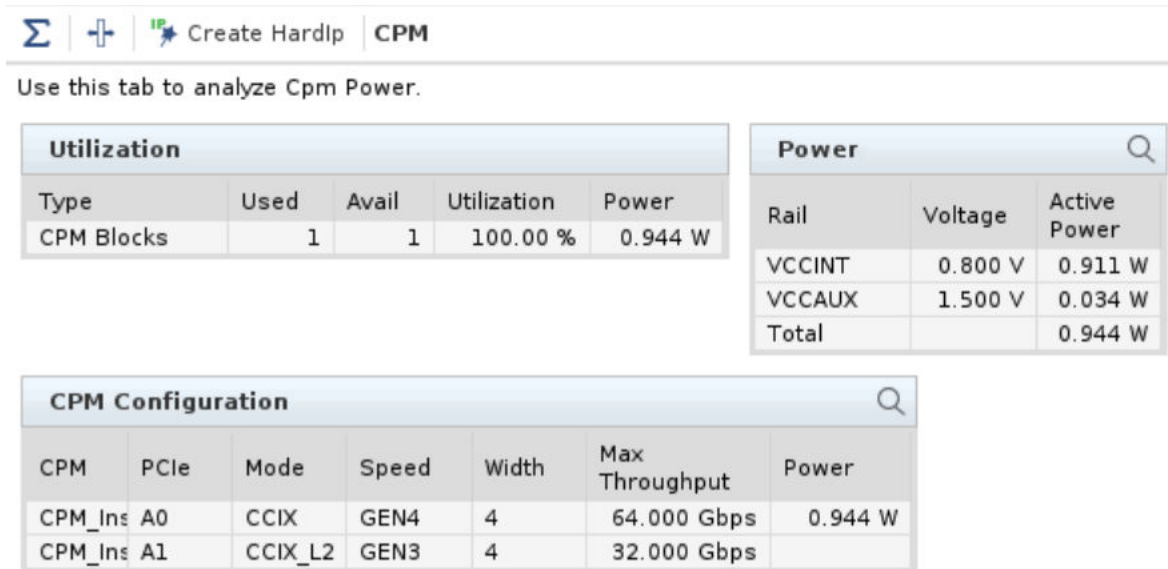 Create HardIp CPM
Use this tab to analyze Cpm Power.
Utilization
Type Used Avail Utilization Power
CPM Blocks 1 1 100.00 % 0.944 W
Power
Rail Voltage Active Power
VCCINT 0.800 V 0.911 W
VCCAUX 1.500 V 0.034 W
Total 0.944 W
CPM Configuration
CPM PCIe Mode Speed Width Max Throughput Power
CPM_Ins A0 CCIX GEN4 4 64.000 Gbps 0.944 W
CPM_Ins A1 CCIX_L2 GEN3 4 32.000 Gbps